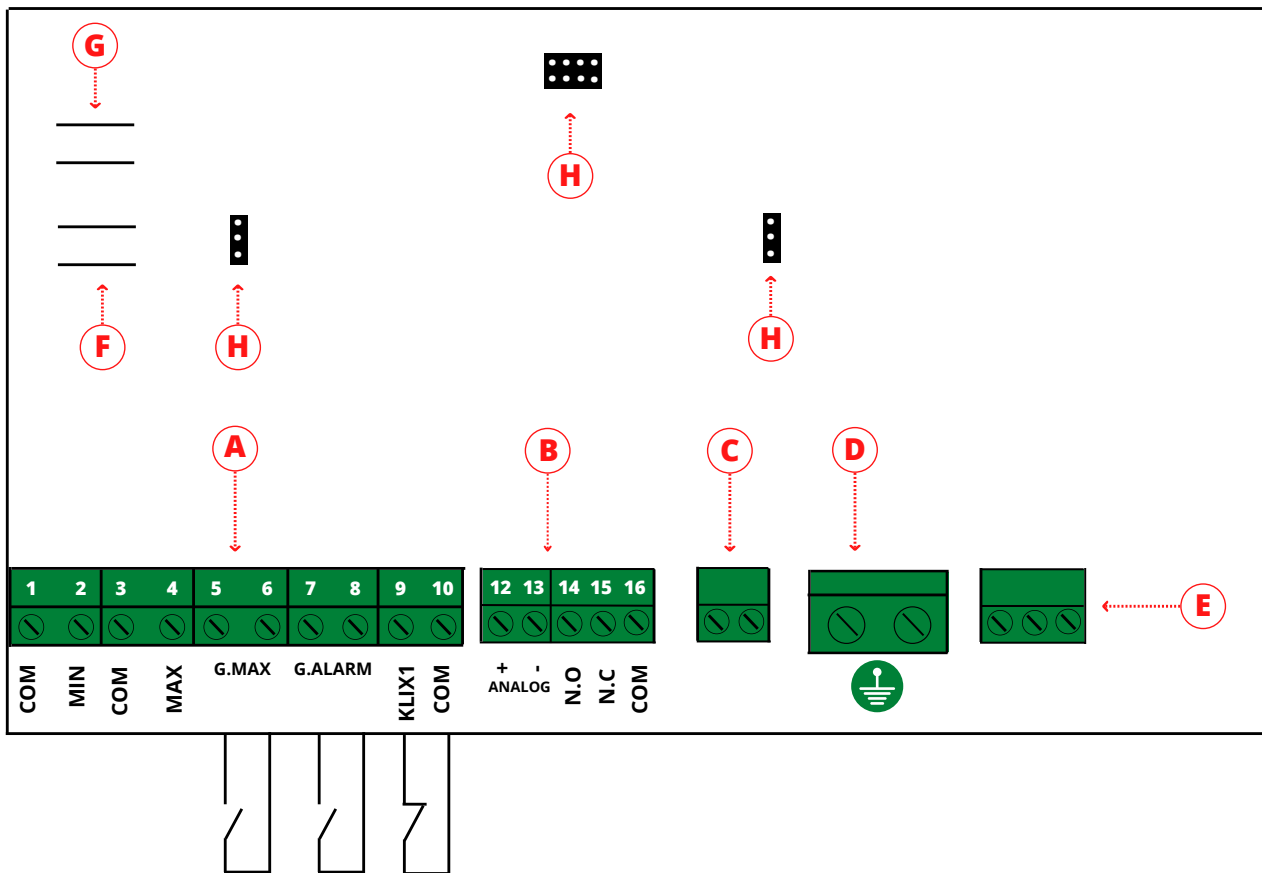 G
H
F
H
H
A
B
C
D
1 2 3 4 5 6 7 8 9 10
12 13 14 15 16
E
COM
MIN
COM
MAX
G.MAX
G.ALARM
KLIX1
COM
+ -
ANALOG
N.O
N.C
COM